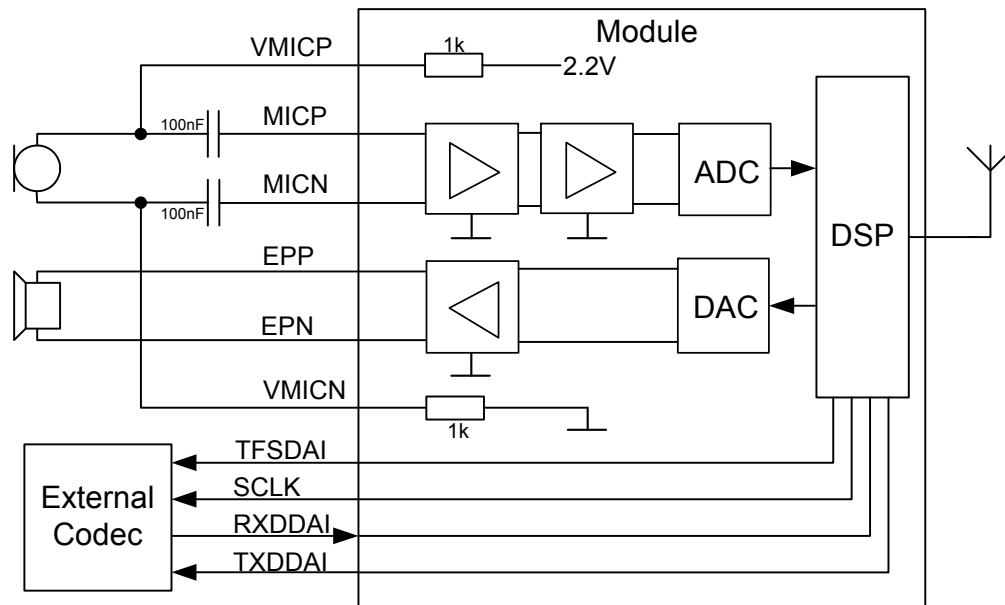 Module
VMICP
1k
2.2V
100nF
MICP
100nF
MICN
ADC
DSP
EPP
EPN
DAC
VMICN
1k
External
Codec
TFSDAI
SCLK
RXDDAI
TXDDAI